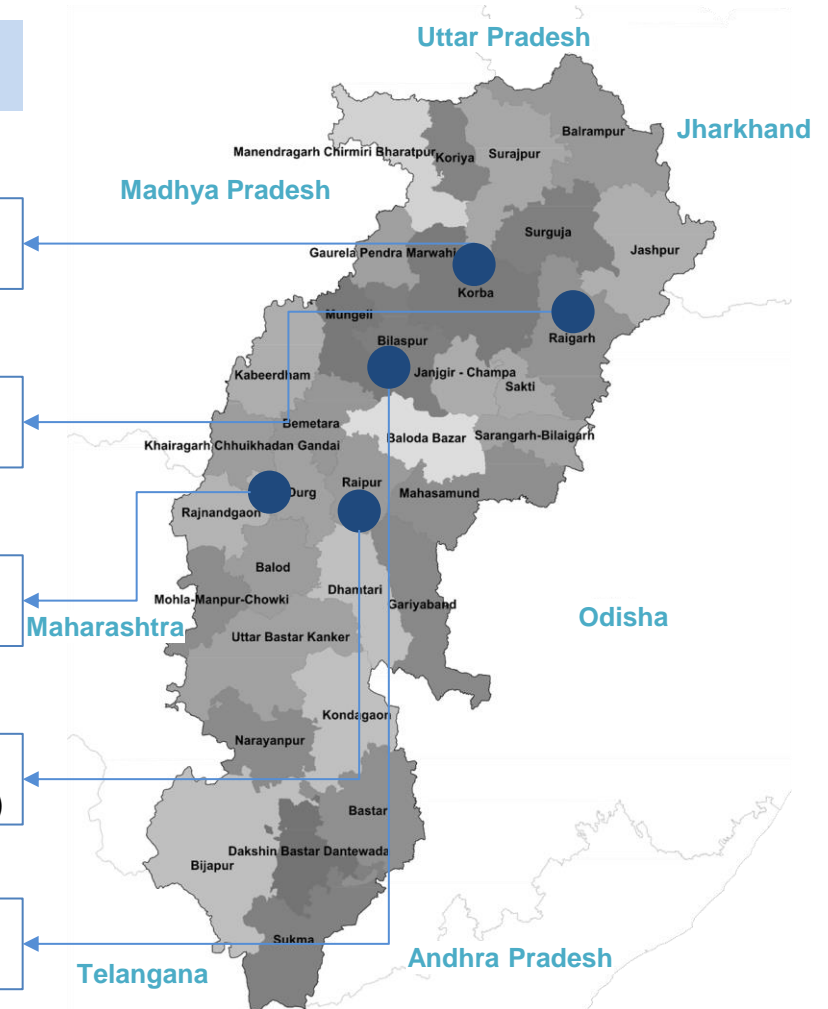 Uttar Pradesh
Balrampur
Jharkhand
Manendragarh Chirmiri Bharatpur
Koriya
Surajpur
Madhya Pradesh
Surguja
Jashpur
Gaurela Pendra Marwahi
Korba
Mungeli
Raigarh
Bilaspur
Janjgir - Champa
Kabeerdham
Sakti
Bemetara
Baloda Bazar
Sarangarh-Bilaigarh
Khairagarh Chhuikhadan Gandai
Raipur
Durg
Mahasamund
Rajnandgaon
Balod
Dhamtari
Mohla-Manpur-Chowki
Gariyaband
Odisha
Maharashtra
Uttar Bastar Kanker
Kondagaon
Narayanpur
Bastar
Dakshin Bastar Dantewada
Bijapur
Sukma
Andhra Pradesh
Telangana